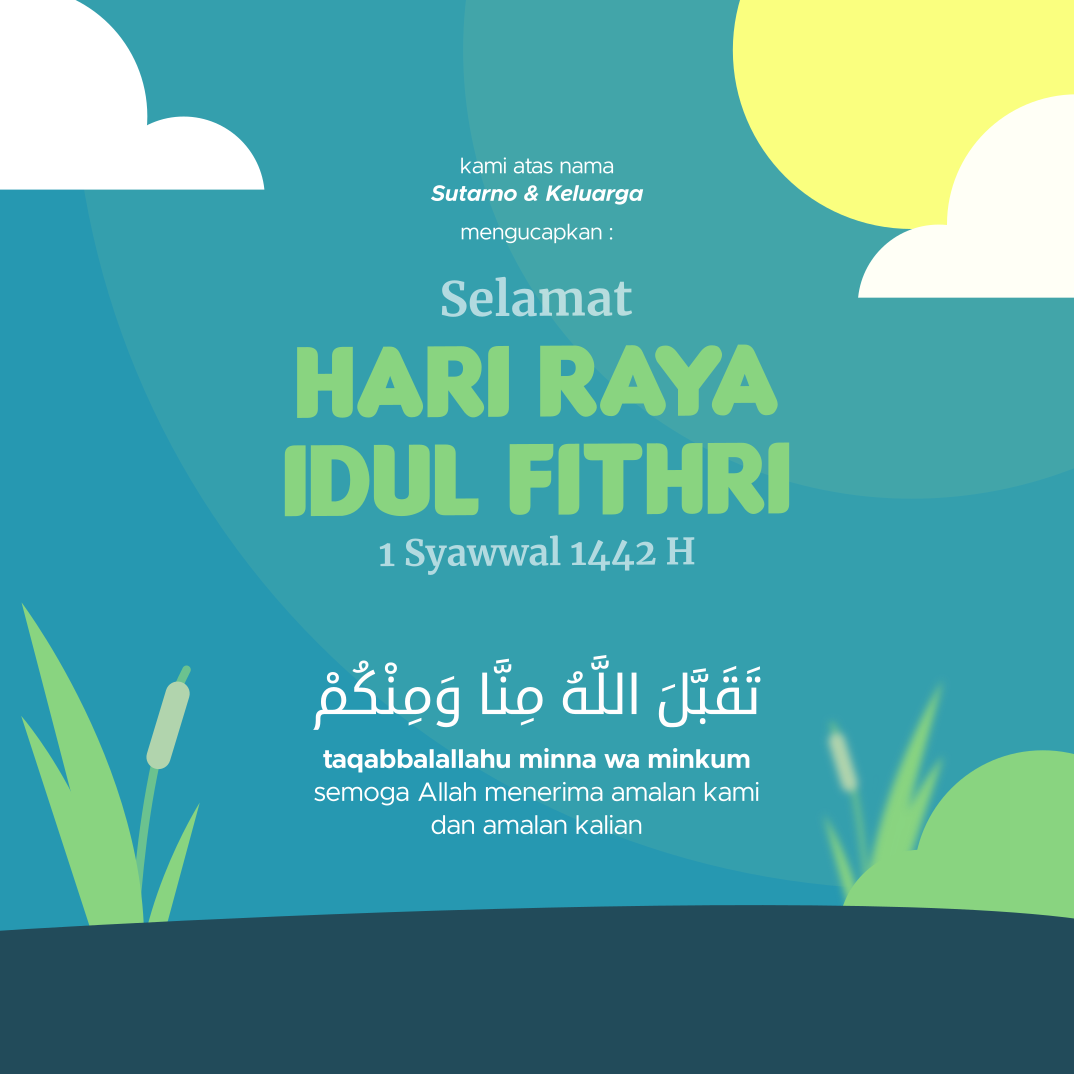 kami atas nama
Sutarno & Keluarga
mengucapkan :
Selamat
HARI RAYA
IDUL FITHRI
1 Syawwal 1442 H
تَقَبَّلَ اللَّهُ مِنَّا وَمِنْكُمْ
taqabbalallahu minna wa minkum
semoga Allah menerima amalan kami
dan amalan kalian